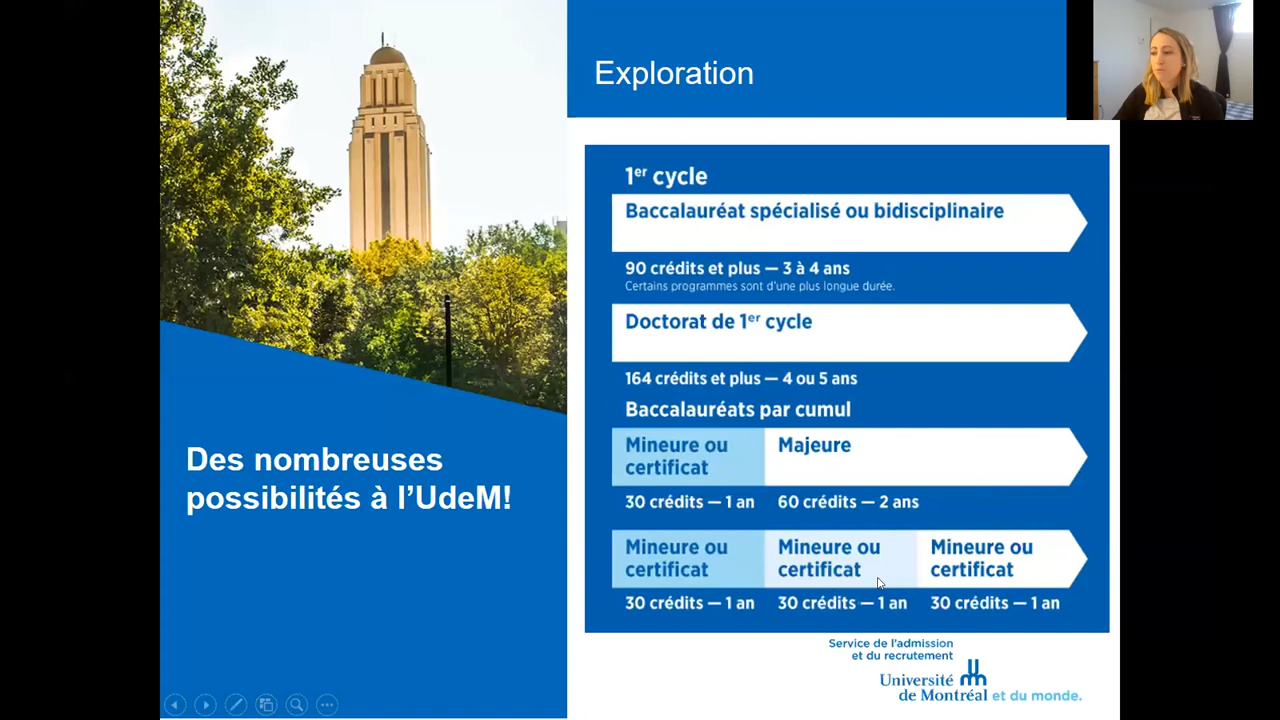 Exploration
1er cycle
Baccalauréat spécialisé ou bidisciplinaire
90 crédits et plus — 3 à 4 ans
Certains programmes sont d'une plus longue durée.
Doctorat de 1er cycle
164 crédits et plus — 4 ou 5 ans
Baccalauréats par cumul
Mineure ou
certificat
Majeure
30 crédits — 1 an
60 crédits — 2 ans
Mineure ou
certificat
Mineure ou
certificat
Mineure ou
certificat
30 crédits — 1 an
30 crédits — 1 an
30 crédits — 1 an
Des nombreuses
possibilités à l'UdeM!
Service de l'admission
et du recrutement
Université
de Montréal et du monde.